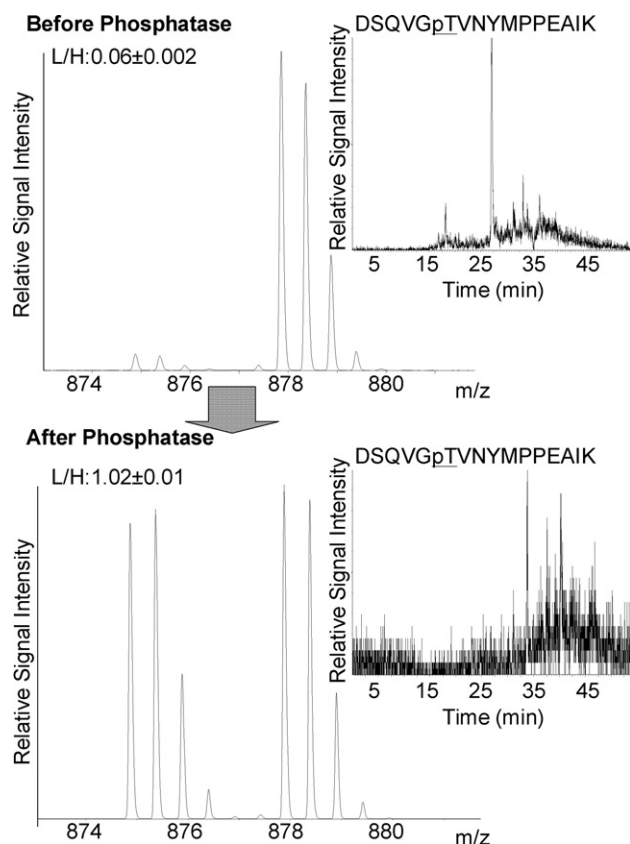 Before Phosphatase
L/H:0.06±0.002
Relative Signal Intensity
874 876 878 880
m/z
DSQVGpTVNYMPPEAIK
Relative Signal Intensity
5 15 27 25 35 45
Time (min)
After Phosphatase
L/H:1.02±0.01
Relative Signal Intensity
874 876 878 880
m/z
DSQVGpTVNYMPPEAIK
Relative Signal Intensity
5 15 25 35 45
Time (min)